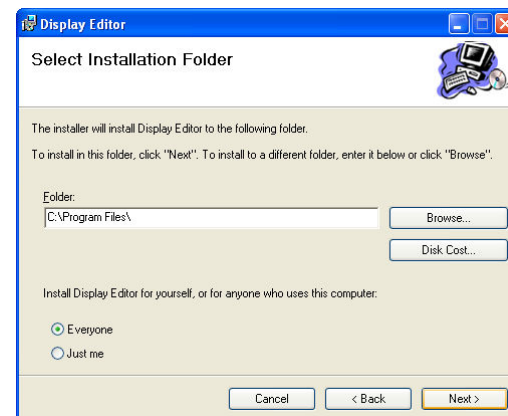 Display Editor
Select Installation Folder
The installer will install Display Editor to the following folder.
To install in this folder, click "Next". To install to a different folder, enter it below or click "Browse".
Folder:
C:\Program Files\
Browse...
Disk Cost...
Install Display Editor for yourself, or for anyone who uses this computer:
Everyone
Just me
Cancel
< Back
Next >